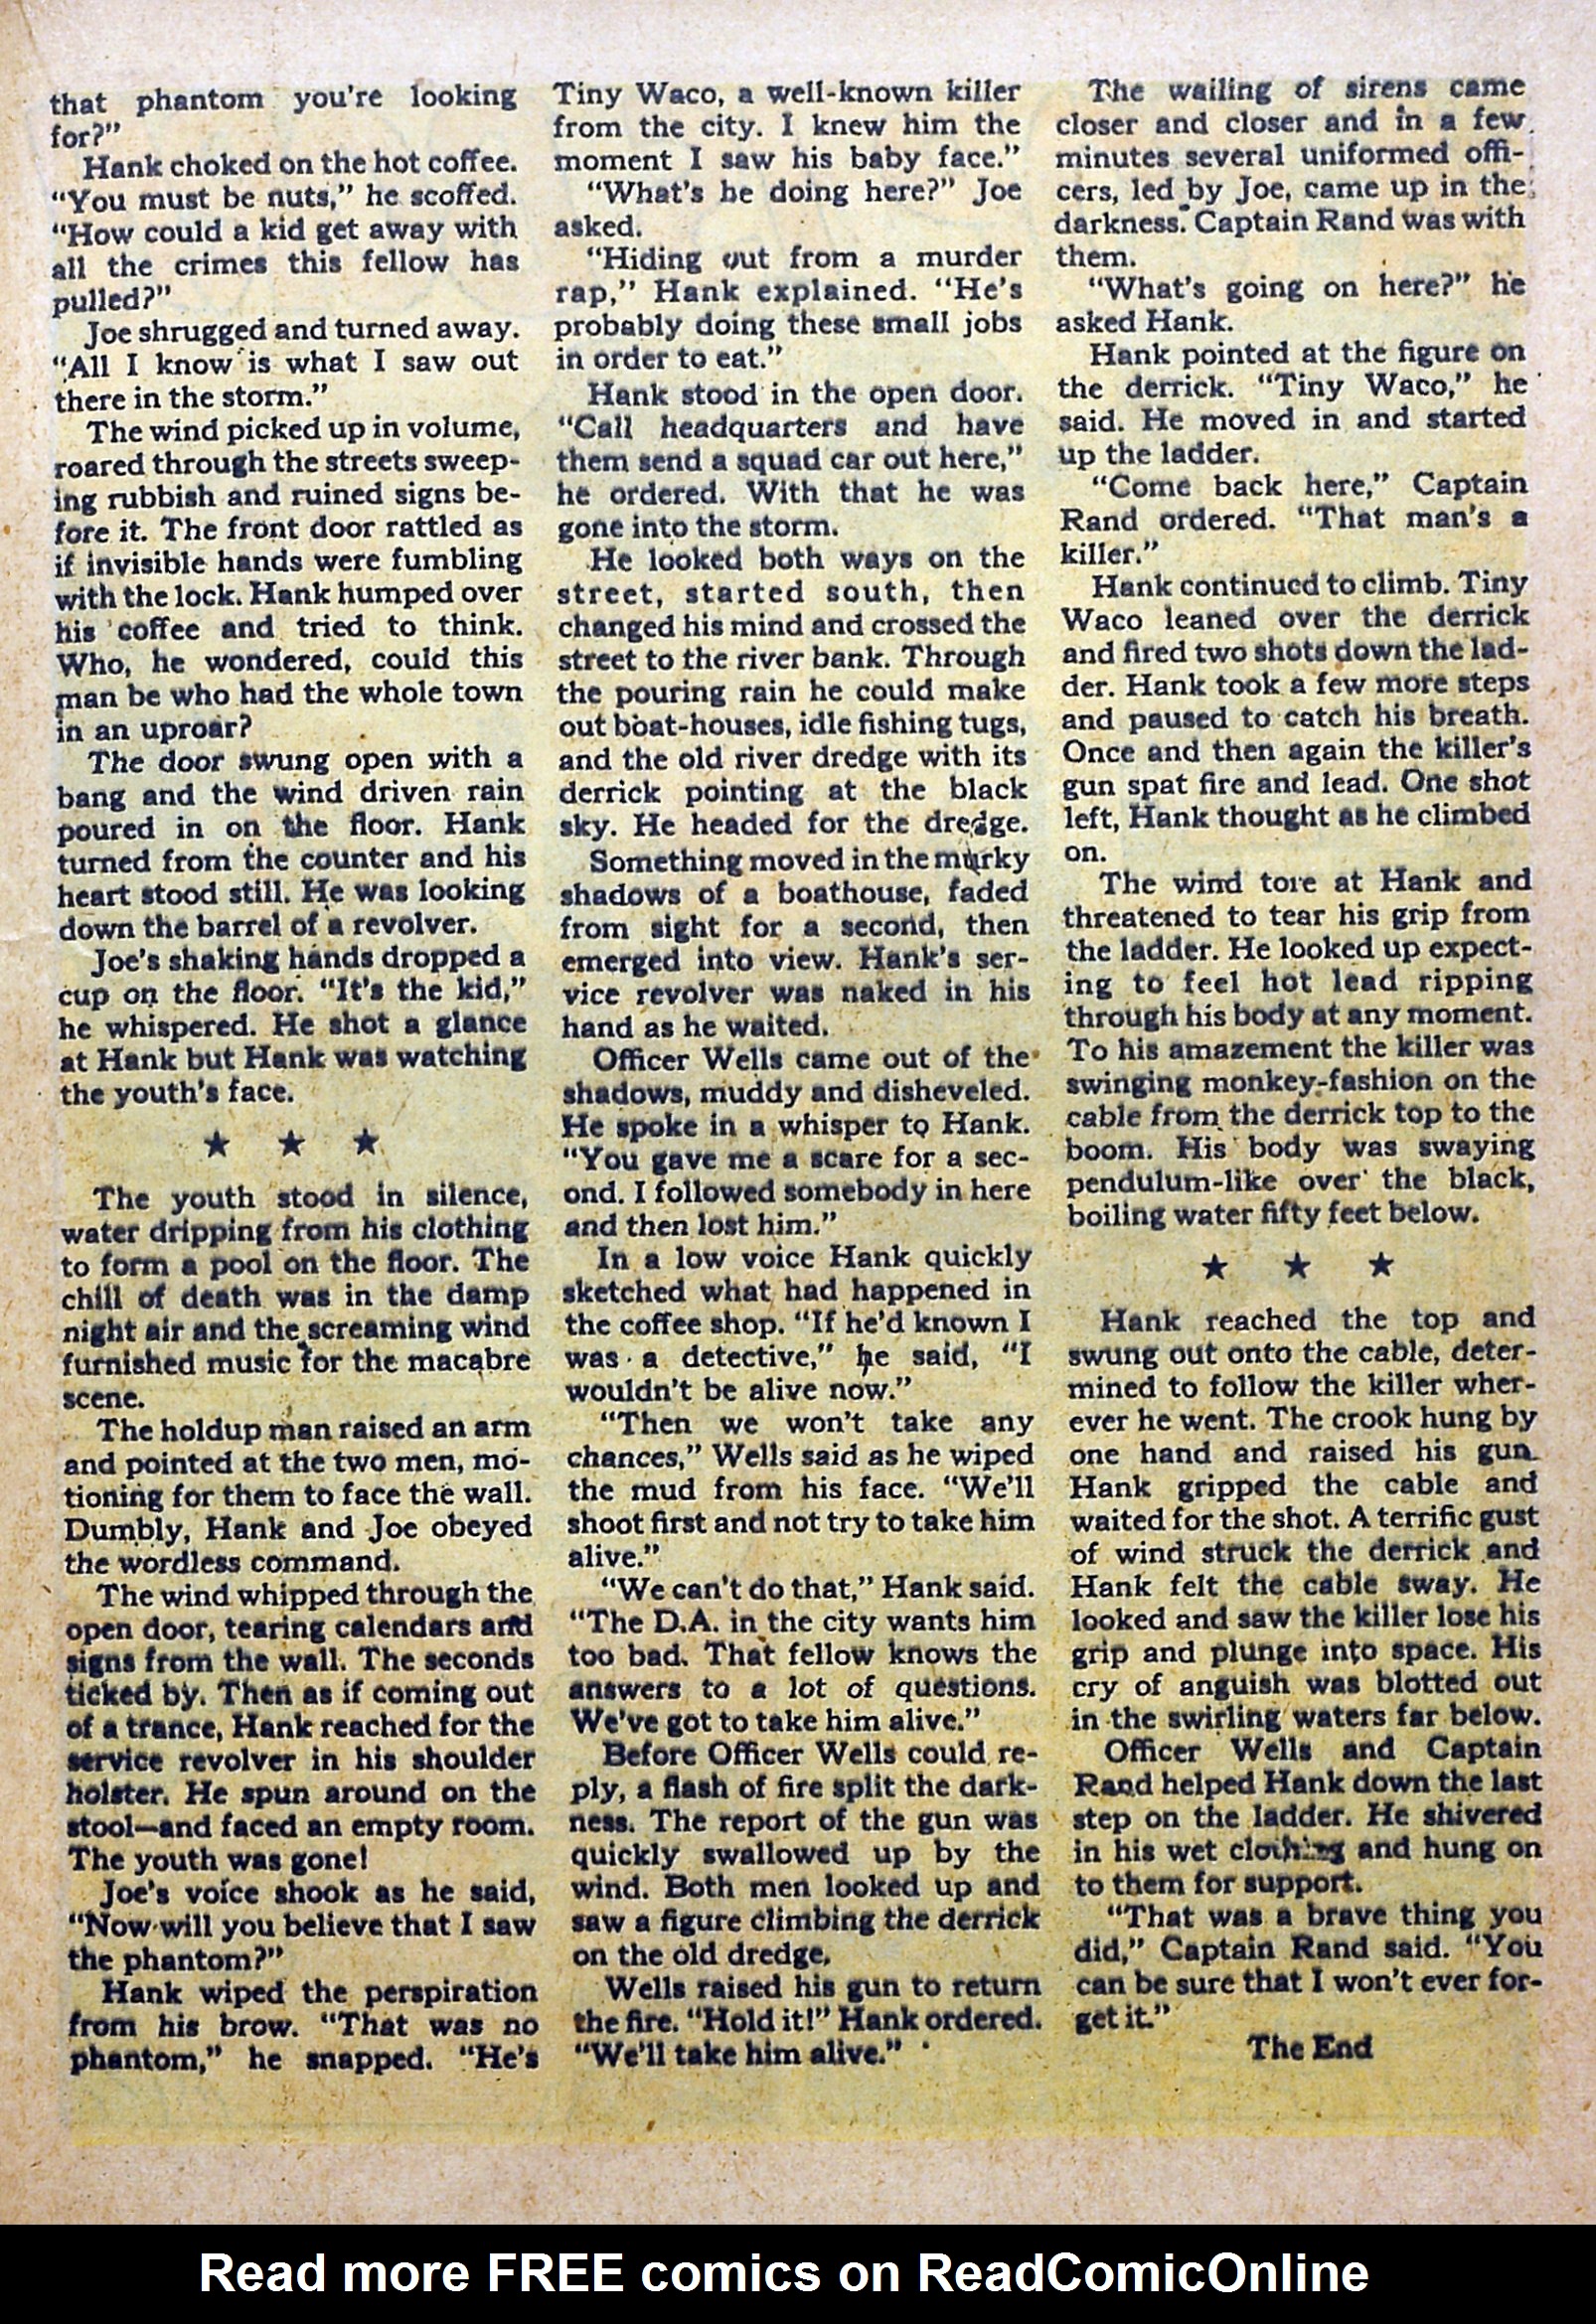 that phantom you're looking
for?"
Hank choked on the hot coffee.
"You must be nuts," he scoffed.
"How could a kid get away with
all the crimes this fellow has
pulled?"
Joe shrugged and turned away.
"All I know is what I saw out
there in the storm."
The wind picked up in volume,
roared through the streets sweep-
ing rubbish and ruined signs be-
fore it. The front door rattled as
if invisible hands were fumbling
with the lock. Hank humped over
his coffee and tried to think.
Who, he wondered, could this
man be who had the whole town
in an uproar?
The door swung open with a
bang and the wind driven rain
poured in on the floor. Hank
turned from the counter and his
heart stood still. He was looking
down the barrel of a revolver.
Joe's shaking hands dropped a
cup on the floor. "It's the kid,"
he whispered. He shot a glance
at Hank but Hank was watching
the youth's face.
★ ★ ★
The youth stood in silence,
water dripping from his clothing
to form a pool on the floor. The
chill of death was in the damp
night air and the screaming wind
furnished music for the macabre
scene.
The holdup man raised an arm
and pointed at the two men, mo-
tioning for them to face the wall.
Dumbly, Hank and Joe obeyed
the wordless command.
The wind whipped through the
open door, tearing calendars and
signs from the wall. The seconds
ticked by. Then as if coming out
of a trance, Hank reached for the
service revolver in his shoulder
holster. He spun around on the
stool—and faced an empty room.
The youth was gone!
Joe's voice shook as he said,
"Now will you believe that I saw
the phantom?"
Hank wiped the perspiration
from his brow. "That was no
phantom," he snapped. "He's
Tiny Waco, a well-known killer
from the city. I knew him the
moment I saw his baby face."
"What's he doing here?" Joe
asked.
"Hiding out from a murder
rap," Hank explained. "He's
probably doing these small jobs
in order to eat."
Hank stood in the open door.
"Call headquarters and have
them send a squad car out here,"
he ordered. With that he was
gone into the storm.
He looked both ways on the
street, started south, then
changed his mind and crossed the
street to the river bank. Through
the pouring rain he could make
out boat-houses, idle fishing tugs,
and the old river dredge with its
derrick pointing at the black
sky. He headed for the dredge.
Something moved in the murky
shadows of a boathouse, faded
from sight for a second, then
emerged into view. Hank's ser-
vice revolver was naked in his
hand as he waited.
Officer Wells came out of the
shadows, muddy and disheveled.
He spoke in a whisper to Hank.
"You gave me a scare for a sec-
ond. I followed somebody in here
and then lost him."
In a low voice Hank quickly
sketched what had happened in
the coffee shop. "If he'd known I
was a detective," he said, "I
wouldn't be alive now."
"Then we won't take any
chances," Wells said as he wiped
the mud from his face. "We'll
shoot first and not try to take him
alive."
"We can't do that," Hank said.
"The D.A. in the city wants him
too bad. That fellow knows the
answers to a lot of questions.
We've got to take him alive."
Before Officer Wells could re-
ply, a flash of fire split the dark-
ness. The report of the gun was
quickly swallowed up by the
wind. Both men looked up and
saw a figure climbing the derrick
on the old dredge.
Wells raised his gun to return
the fire. "Hold it!" Hank ordered.
"We'll take him alive."
The wailing of sirens came
closer and closer and in a few
minutes several uniformed offi-
cers, led by Joe, came up in the
darkness. Captain Rand was with
them.
"What's going on here?" he
asked Hank.
Hank pointed at the figure on
the derrick. "Tiny Waco," he
said. He moved in and started
up the ladder.
"Come back here," Captain
Rand ordered. "That man's a
killer."
Hank continued to climb. Tiny
Waco leaned over the derrick
and fired two shots down the lad-
der. Hank took a few more steps
and paused to catch his breath.
Once and then again the killer's
gun spat fire and lead. One shot
left, Hank thought as he climbed
on.
The wind tore at Hank and
threatened to tear his grip from
the ladder. He looked up expect-
ing to feel hot lead ripping
through his body at any moment.
To his amazement the killer was
swinging monkey-fashion on the
cable from the derrick top to the
boom. His body was swaying
pendulum-like over the black,
boiling water fifty feet below.
★ ★ ★
Hank reached the top and
swung out onto the cable, deter-
mined to follow the killer wher-
ever he went. The crook hung by
one hand and raised his gun.
Hank gripped the cable and
waited for the shot. A terrific gust
of wind struck the derrick and
Hank felt the cable sway. He
looked and saw the killer lose his
grip and plunge into space. His
cry of anguish was blotted out
in the swirling waters far below.
Officer Wells and Captain
Rand helped Hank down the last
step on the ladder. He shivered
in his wet clothing and hung on
to them for support.
"That was a brave thing you
did," Captain Rand said. "You
can be sure that I won't ever for-
get it."
The End
Read more FREE comics on ReadComicOnline